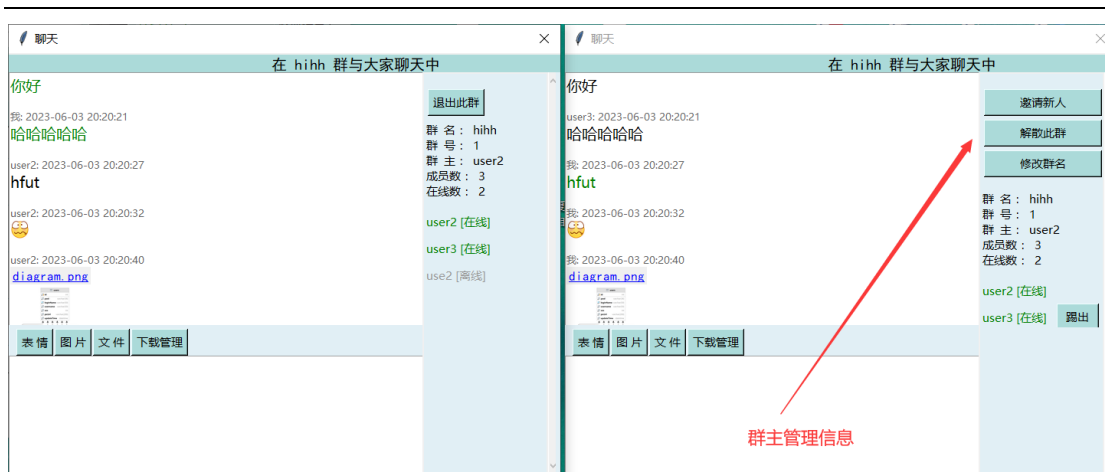 聊天
在 hihh 群与大家聊天中
你好
我: 2023-06-03 20:20:21
哈哈哈哈哈
user2: 2023-06-03 20:20:27
hfut
user2: 2023-06-03 20:20:32
user2: 2023-06-03 20:20:40
diagram.png
表情 图片 文件 下载管理
退出此群
群 名： hihh
群 号： 1
群 主： user2
成员数： 3
在线数： 2
user2 [在线]
user3 [在线]
use2 [离线]
聊天
在 hihh 群与大家聊天中
你好
user3: 2023-06-03 20:20:21
哈哈哈哈哈
我: 2023-06-03 20:20:27
hfut
我: 2023-06-03 20:20:32
我: 2023-06-03 20:20:40
diagram.png
表情 图片 文件 下载管理
邀请新人
解散此群
修改群名
群 名： hihh
群 号： 1
群 主： user2
成员数： 3
在线数： 2
user2 [在线]
user3 [在线] 踢出
群主管理信息